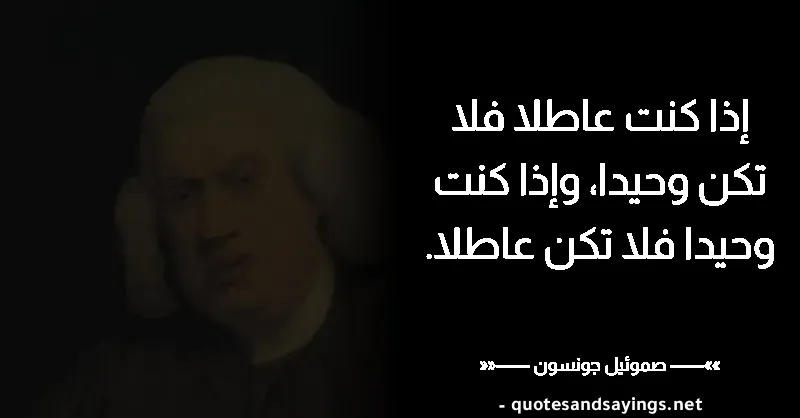 إذا كنت عاطلا فلا
تكن وحيدا، وإذا كنت
وحيدا فلا تكن عاطلا.
»»—— صموئيل جونسون ——««
- quotesandsayings.net